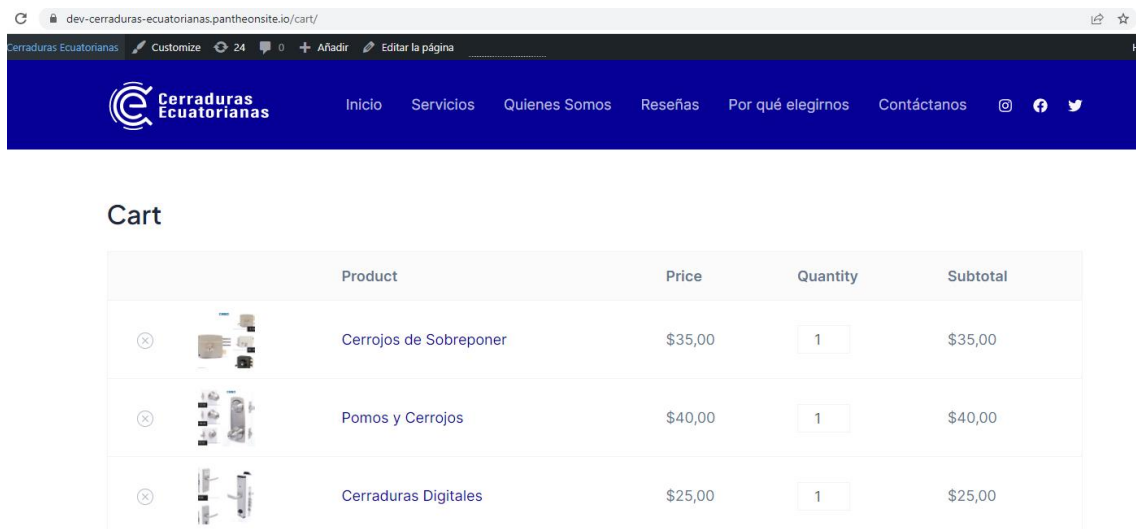 dev-cerraduras-ecuatorianas.pantheonsite.io/cart/
Cerraduras Ecuatorianas Customize 24 0 Añadir Editar la página
Cerraduras
Ecuatorianas
Inicio Servicios Quienes Somos Reseñas Por qué elegirnos Contáctanos
Cart
Product Price Quantity Subtotal
Cerrojos de Sobreponer $35,00 1 $35,00
Pomos y Cerrojos $40,00 1 $40,00
Cerraduras Digitales $25,00 1 $25,00